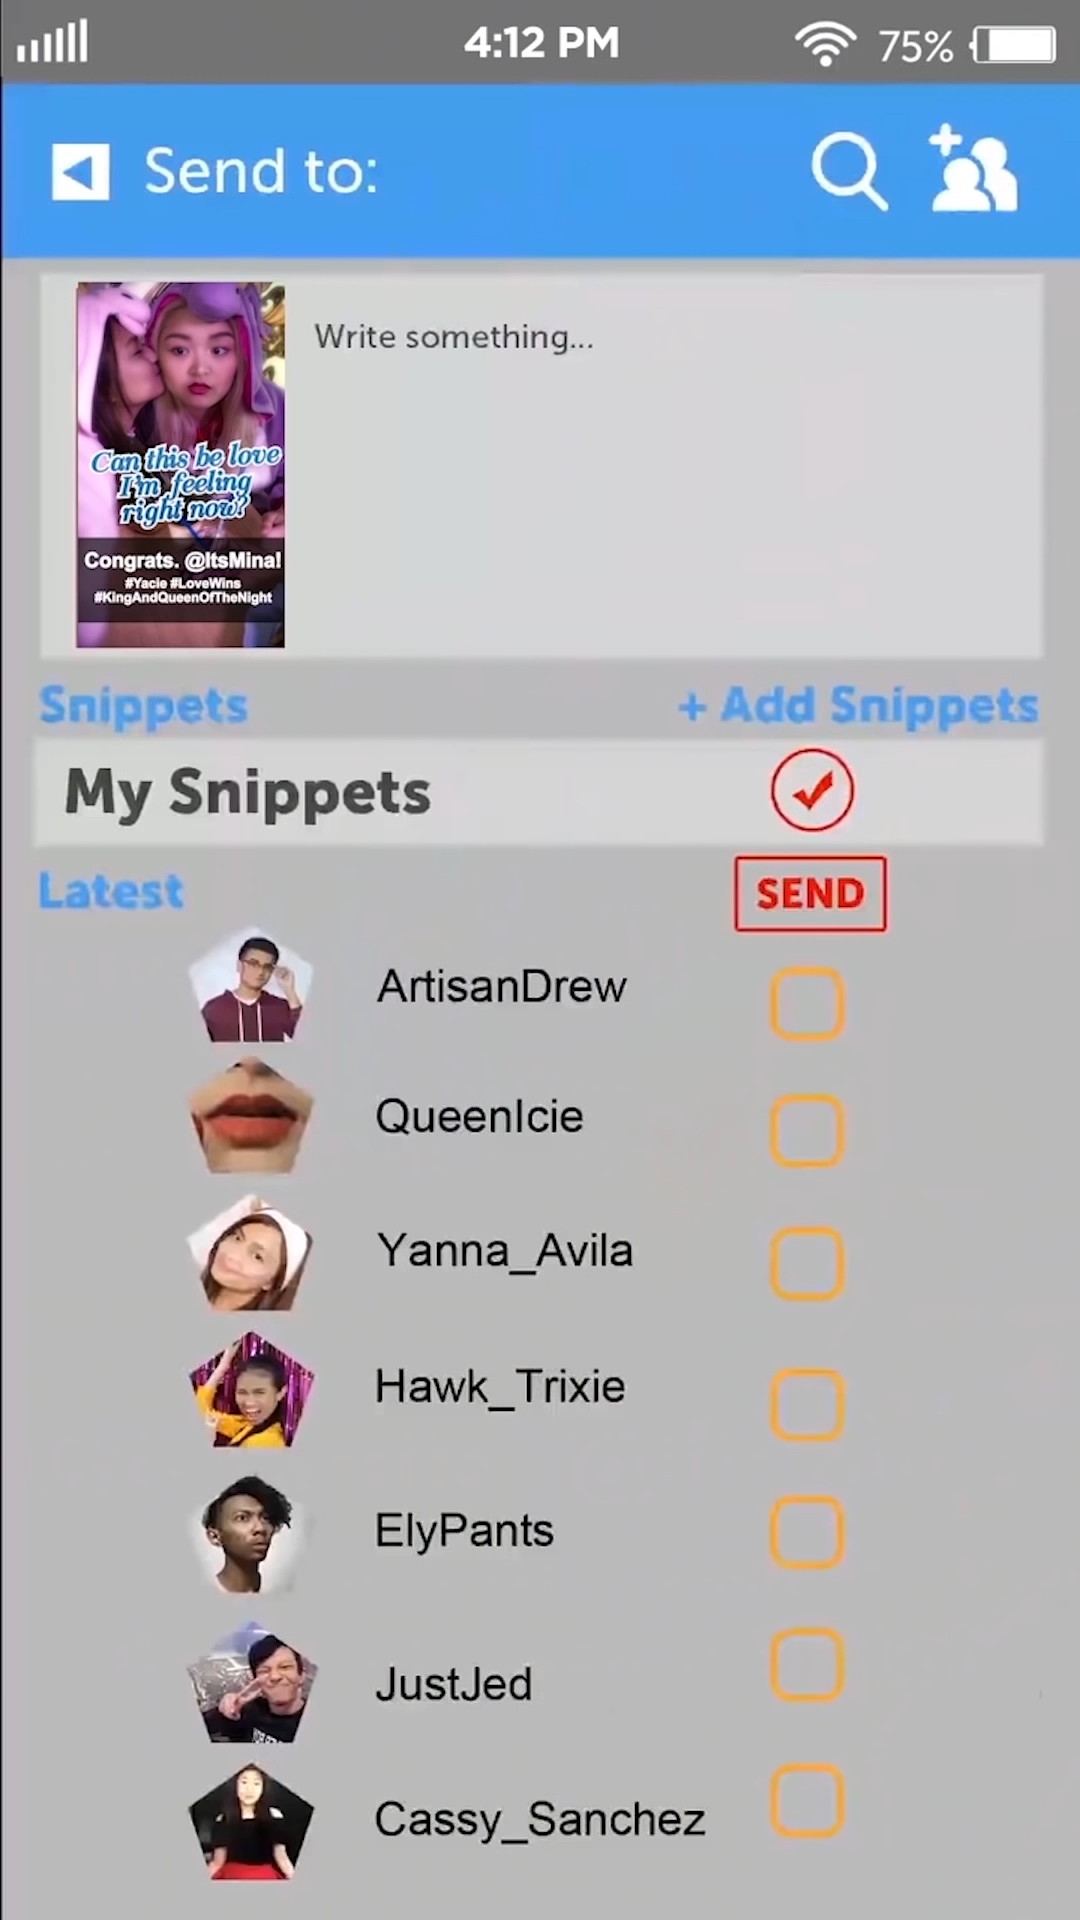 4:12 PM
75%
Send to:
Write something...
Can this be love
I'm feeling
right now?
Congrats. @ItsMina!
#Yacie #LoveWins
#KingAndQueenOfTheNight
Snippets
+ Add Snippets
My Snippets
Latest
SEND
ArtisanDrew
QueenIcie
Yanna_Avila
Hawk_Trixie
ElyPants
JustJed
Cassy_Sanchez